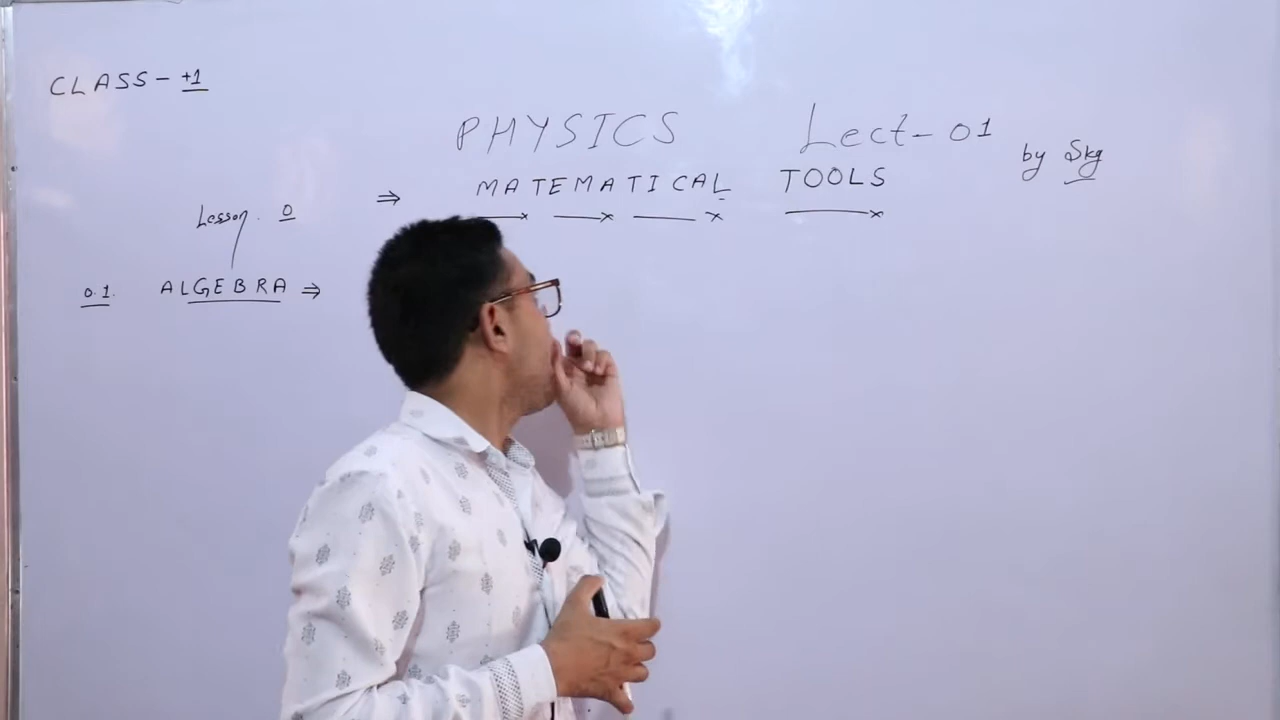 CLASS - +1
PHYSICS Lect - 01
by Skg
⇒ MATEMATICAL TOOLS
Lesson. 0
0.1. ALGEBRA ⇒